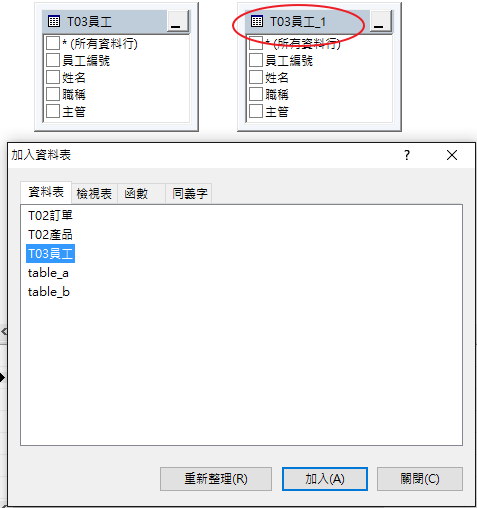 T03員工
* (所有資料行)
員工編號
姓名
職稱
主管
T03員工_1
* (所有資料行)
員工編號
姓名
職稱
主管
加入資料表
?
資料表 檢視表 函數 同義字
T02訂單
T02產品
T03員工
table_a
table_b
重新整理(R) 加入(A) 關閉(C)